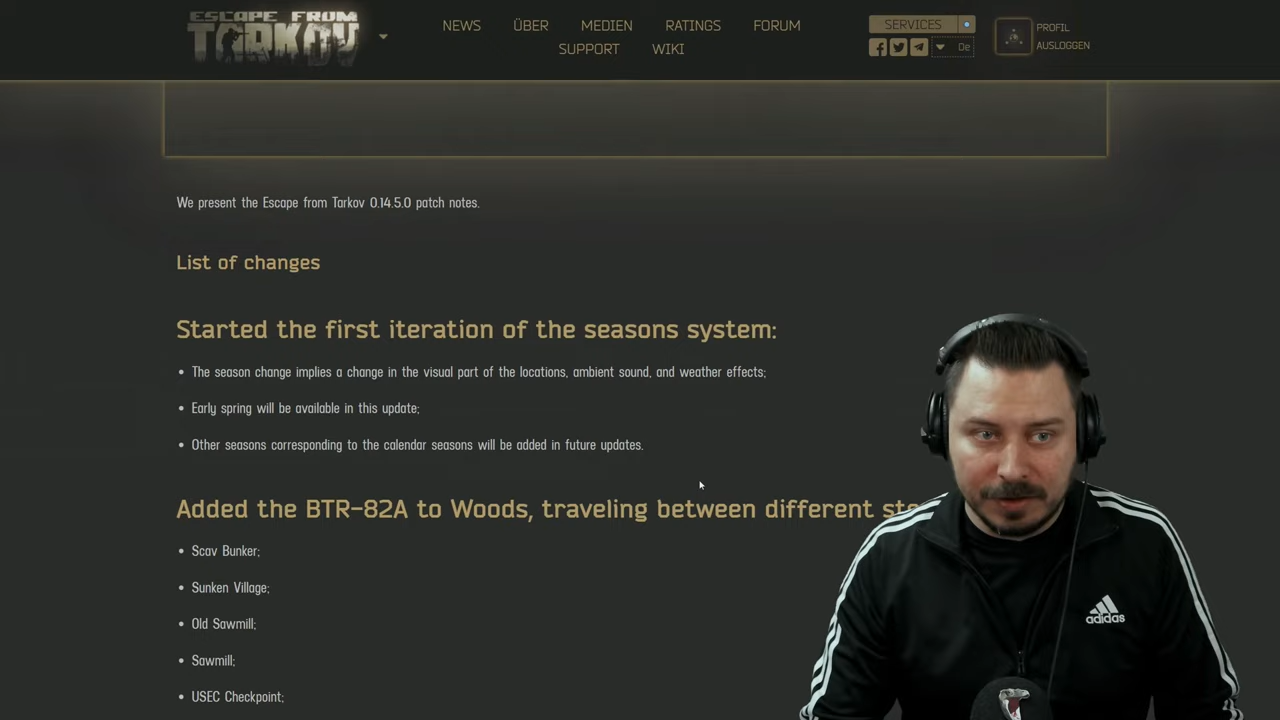 ESCAPE FROM
TARKOV
NEWS ÜBER MEDIEN RATINGS FORUM
SUPPORT WIKI
SERVICES
De
PROFIL
AUSLOGGEN
We present the Escape from Tarkov 0.14.5.0 patch notes.
List of changes
Started the first iteration of the seasons system:
• The season change implies a change in the visual part of the locations, ambient sound, and weather effects;
• Early spring will be available in this update;
• Other seasons corresponding to the calendar seasons will be added in future updates.
Added the BTR-82A to Woods, traveling between different
• Scav Bunker;
• Sunken Village;
• Old Sawmill;
• Sawmill;
• USEC Checkpoint;
adidas